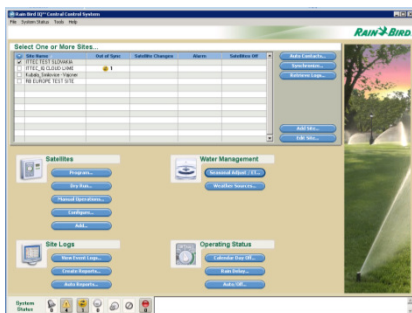 Rain Bird IQ™ Central Control System
File System Status Tools Help
RAIN BIRD
Select One or More Sites...
Site Name Out of Sync Satellite Changes Alarm Satellites Off
ITTEC TEST SLOVAKIA
ITTEC_IQ CLOUD LANE 1
RB EUROPE TEST SITE
Auto Contacts...
Synchronize...
Retrieve Logs...
Add Site...
Edit Site...
Satellites
Program...
Dry Run...
Manual Operations...
Configure...
Add...
Water Management
Seasonal Adjust / ET...
Weather Sources...
Site Logs
View Event Logs...
Create Reports...
Auto Reports...
Operating Status
Calendar Day Off...
Rain Delay...
Auto/Off...
System Status